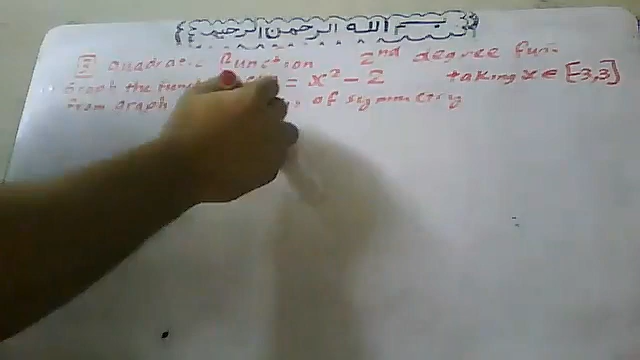 بسم الله الرحمن الرحيم
3 Quadratic Function 2nd degree fun.
Graph the = x² - 2 taking x ∈ [-3,3]
From graph of symmetry